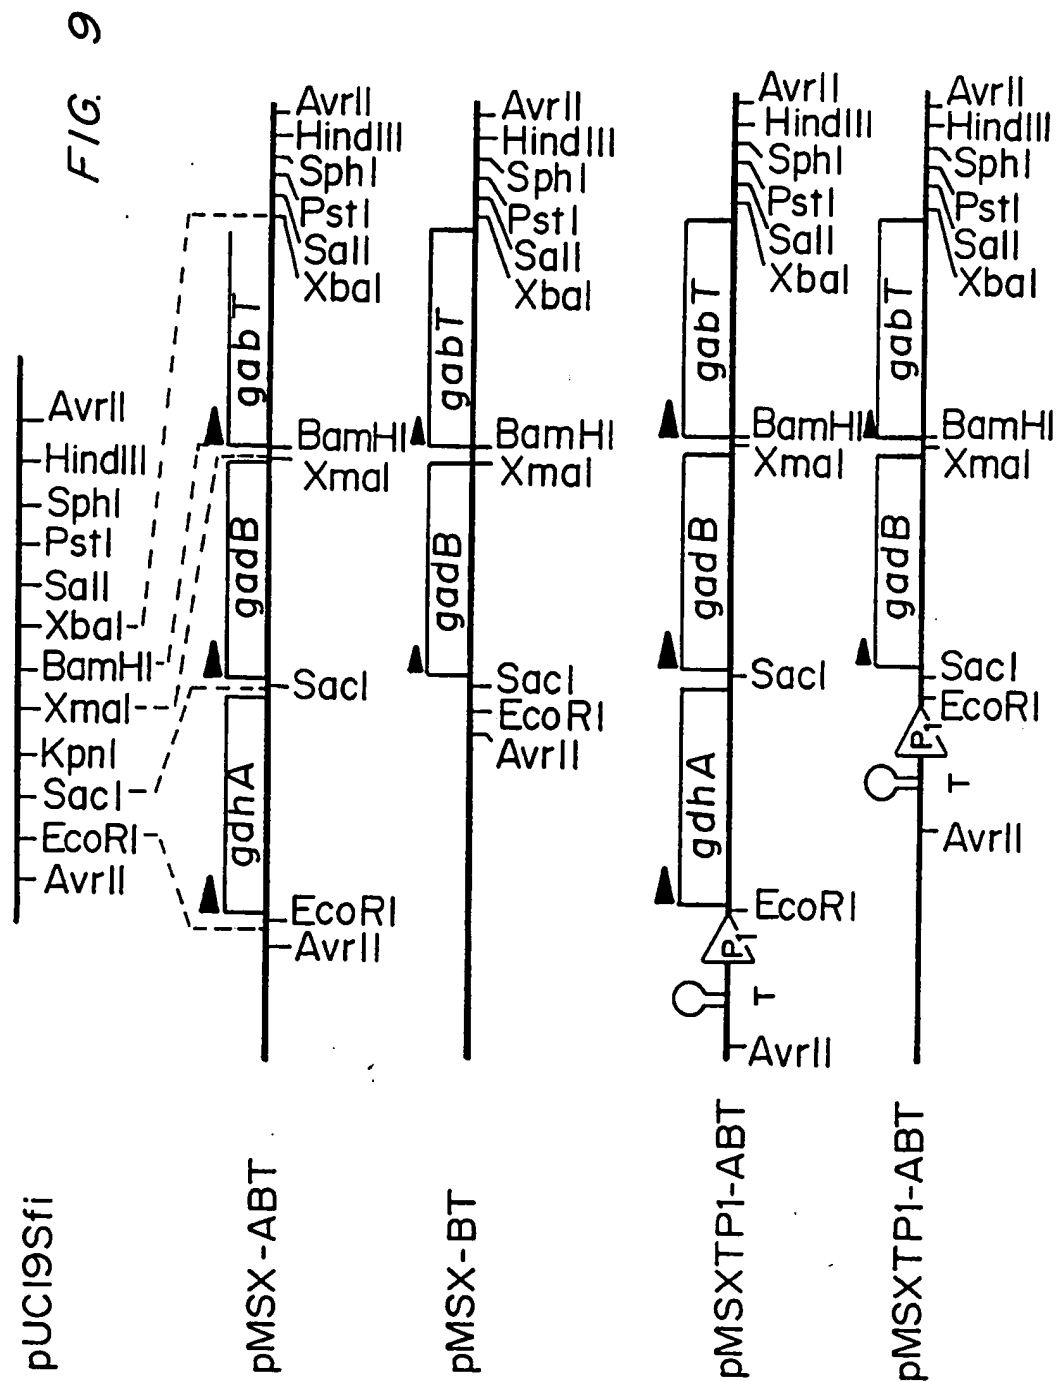 FIG. 9
pUC19Sfi
AvrII EcoRI SacI KpnI XmaI BamHI XbaI SalI PstI SphI HindIII AvrII
pMSX-ABT
gdhA gadB gabT
AvrII EcoRI SacI XmaI BamHI XbaI SalI PstI SphI HindIII AvrII
pMSX-BT
gadB gabT
AvrII EcoRI SacI XmaI BamHI XbaI SalI PstI SphI HindIII AvrII
pMSXTP1-ABT
gdhA gadB gabT
AvrII T P1 EcoRI SacI XmaI BamHI XbaI SalI PstI SphI HindIII AvrII
pMSXTP1-ABT
gadB gabT
AvrII T P1 EcoRI SacI XmaI BamHI XbaI SalI PstI SphI HindIII AvrII